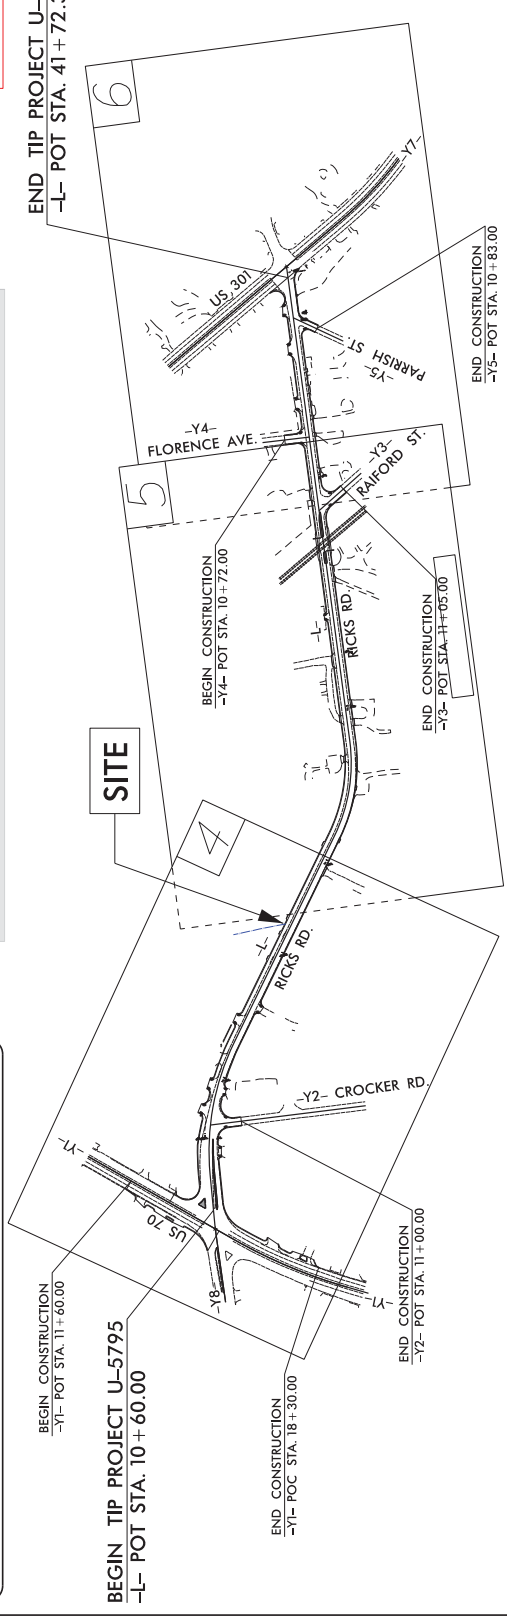 END TIP PROJECT U–
–L– POT STA. 41+72.
6
–Y7–
US 301
END CONSTRUCTION
–Y5– POT STA. 10+83.00
PARRISH ST.
–Y5–
–Y4–
FLORENCE AVE.
–Y3–
RAIFORD ST.
5
BEGIN CONSTRUCTION
–Y4– POT STA. 10+72.00
END CONSTRUCTION
–Y3– POT STA. 11+05.00
–L–
RICKS RD.
SITE
4
–L–
RICKS RD.
–Y2– CROCKER RD.
–Y1–
US 70
–Y8–
–Y1–
BEGIN CONSTRUCTION
–Y1– POT STA. 11+60.00
BEGIN TIP PROJECT U–5795
–L– POT STA. 10+60.00
END CONSTRUCTION
–Y1– POC STA. 18+30.00
END CONSTRUCTION
–Y2– POT STA. 11+00.00